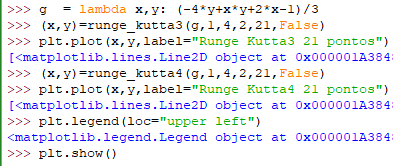 >>> g  = lambda x,y: (-4*y+x*y+2*x-1)/3
>>> (x,y)=runge_kutta3(g,1,4,2,21,False)
>>> plt.plot(x,y,label="Runge Kutta3 21 pontos")
[<matplotlib.lines.Line2D object at 0x000001A384
>>> (x,y)=runge_kutta4(g,1,4,2,21,False)
>>> plt.plot(x,y,label="Runge Kutta4 21 pontos")
[<matplotlib.lines.Line2D object at 0x000001A384
>>> plt.legend(loc="upper left")
<matplotlib.legend.Legend object at 0x000001A384
>>> plt.show()